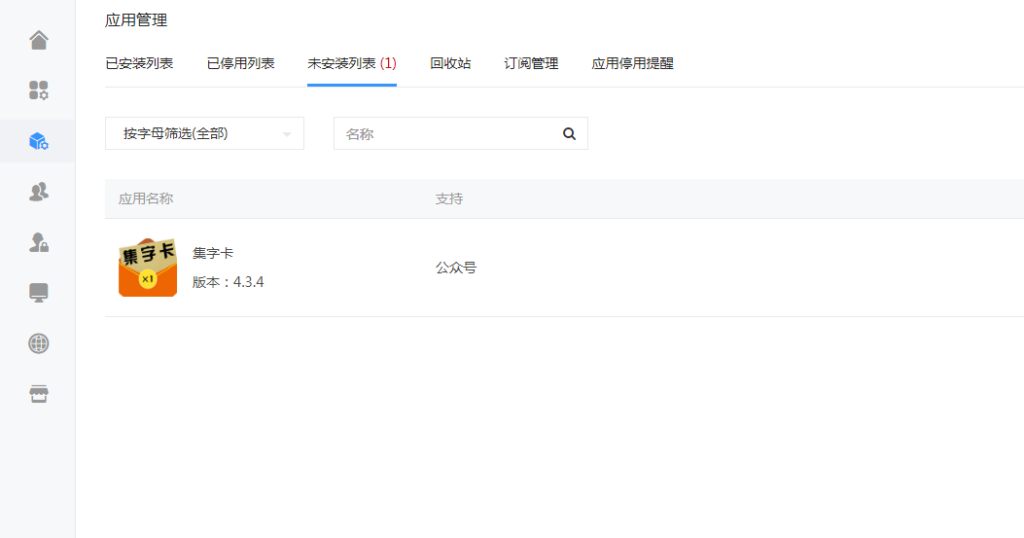 应用管理
已安装列表 已停用列表 未安装列表 (1) 回收站 订阅管理 应用停用提醒
按字母筛选(全部) 名称
应用名称 支持
集字卡
x1
集字卡
版本：4.3.4
公众号